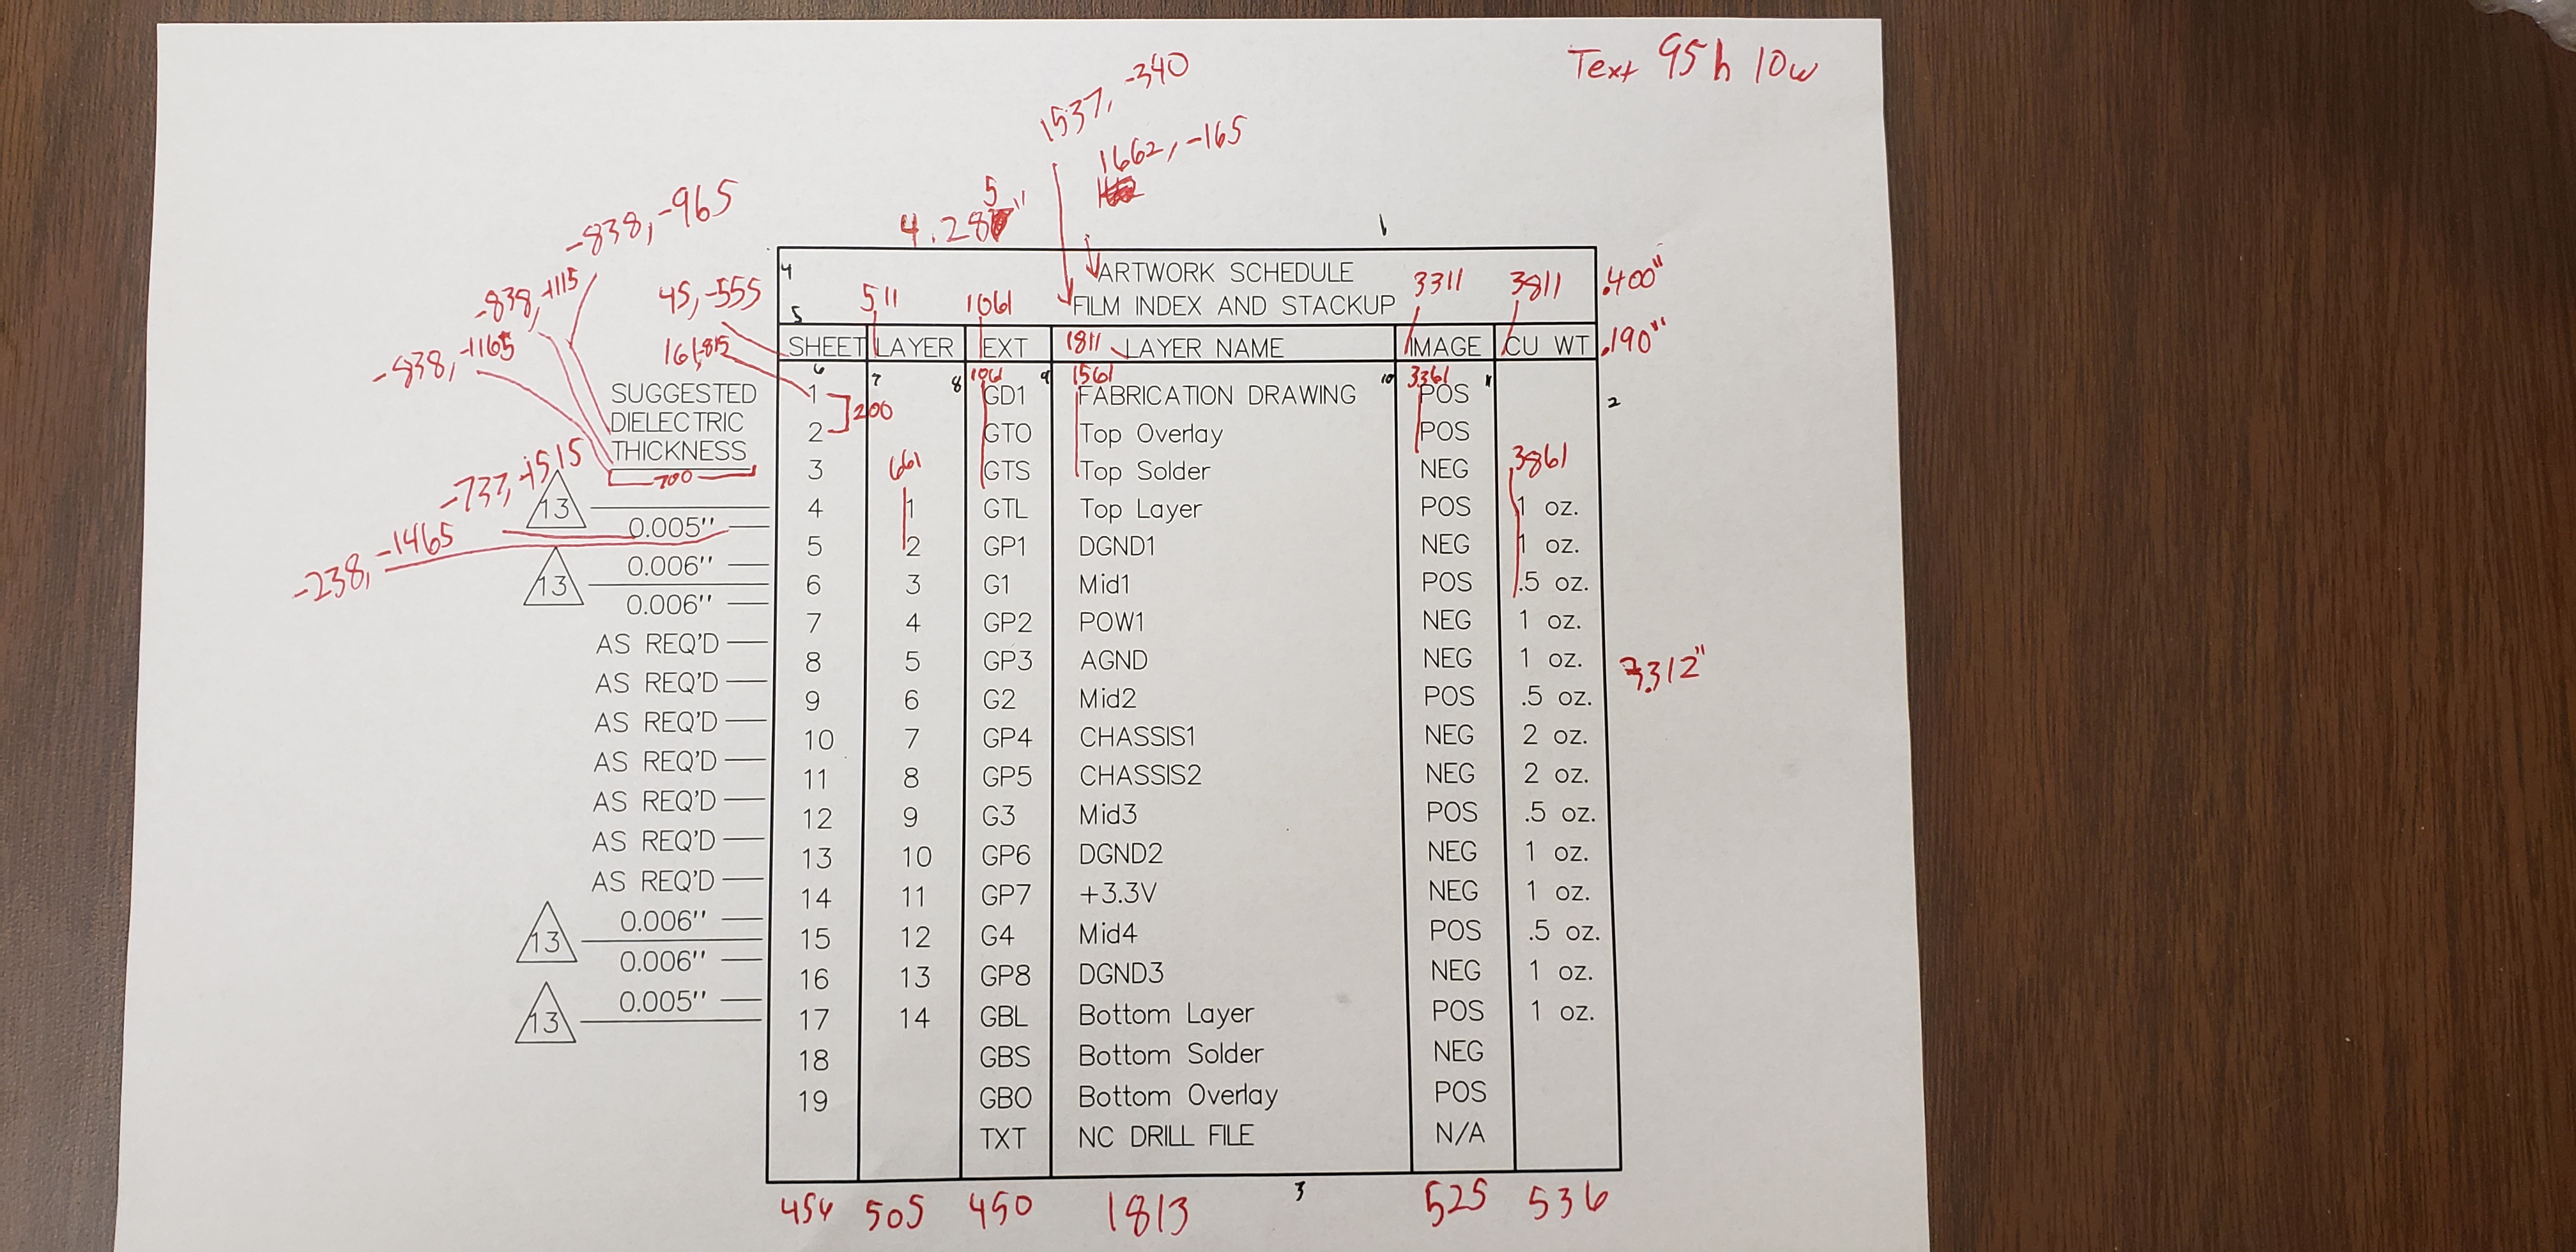 Text 95h 10w
1537, -340
1662, -165
5
4.28"
-838, -965
-838, -1115
-838, -1165
45, -555
161, -815
511
1061
3311
3811
.400"
.190"
1
4
ARTWORK SCHEDULE
5
FILM INDEX AND STACKUP
SHEET LAYER EXT 1811 LAYER NAME IMAGE CU WT
6 7 8 1061 9 1561 10 3361 11
SUGGESTED
DIELECTRIC
THICKNESS
700
200
2
1 GD1 FABRICATION DRAWING POS
2 GTO Top Overlay POS
3 GTS Top Solder NEG
661
3861
-737, -1515
-238, -1465
13
4 1 GTL Top Layer POS 1 oz.
0.005"
5 2 GP1 DGND1 NEG 1 oz.
0.006"
13
6 3 G1 Mid1 POS .5 oz.
0.006"
7 4 GP2 POW1 NEG 1 oz.
AS REQ'D
8 5 GP3 AGND NEG 1 oz.
7.312"
AS REQ'D
9 6 G2 Mid2 POS .5 oz.
AS REQ'D
10 7 GP4 CHASSIS1 NEG 2 oz.
AS REQ'D
11 8 GP5 CHASSIS2 NEG 2 oz.
AS REQ'D
12 9 G3 Mid3 POS .5 oz.
AS REQ'D
13 10 GP6 DGND2 NEG 1 oz.
AS REQ'D
14 11 GP7 +3.3V NEG 1 oz.
0.006"
13
15 12 G4 Mid4 POS .5 oz.
0.006"
16 13 GP8 DGND3 NEG 1 oz.
0.005"
13
17 14 GBL Bottom Layer POS 1 oz.
18 GBS Bottom Solder NEG
19 GBO Bottom Overlay POS
TXT NC DRILL FILE N/A
3
454 505 450 1813 525 536